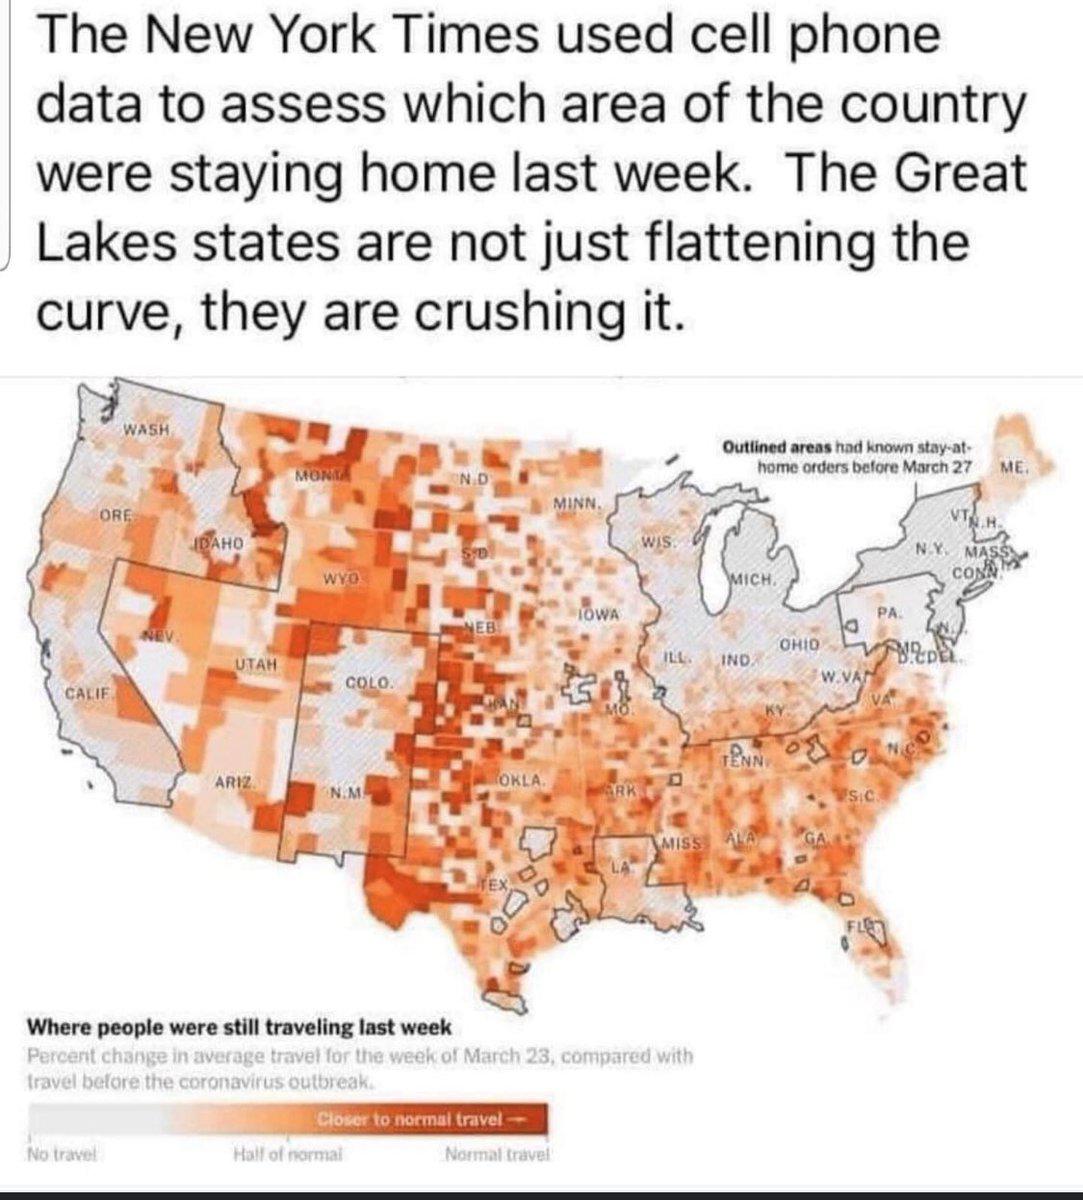 The New York Times used cell phone
data to assess which area of the country
were staying home last week. The Great
Lakes states are not just flattening the
curve, they are crushing it.
Outlined areas had known stay-at-
home orders before March 27
WASH.
MONT.
N.D.
MINN.
ME.
ORE.
IDAHO
S.D.
WIS.
VT.
N.H.
N.Y.
MASS.
CONN.
WYO.
MICH.
IOWA
PA.
N.J.
NEV.
NEB.
OHIO
MD.
DEL.
UTAH
COLO.
ILL.
IND.
W.VA.
CALIF.
KAN.
MO.
KY.
VA.
ARIZ.
N.M.
OKLA.
ARK.
TENN.
N.C.
S.C.
TEX.
LA.
MISS.
ALA.
GA.
FLA.
Where people were still traveling last week
Percent change in average travel for the week of March 23, compared with
travel before the coronavirus outbreak.
Closer to normal travel
No travel
Half of normal
Normal travel